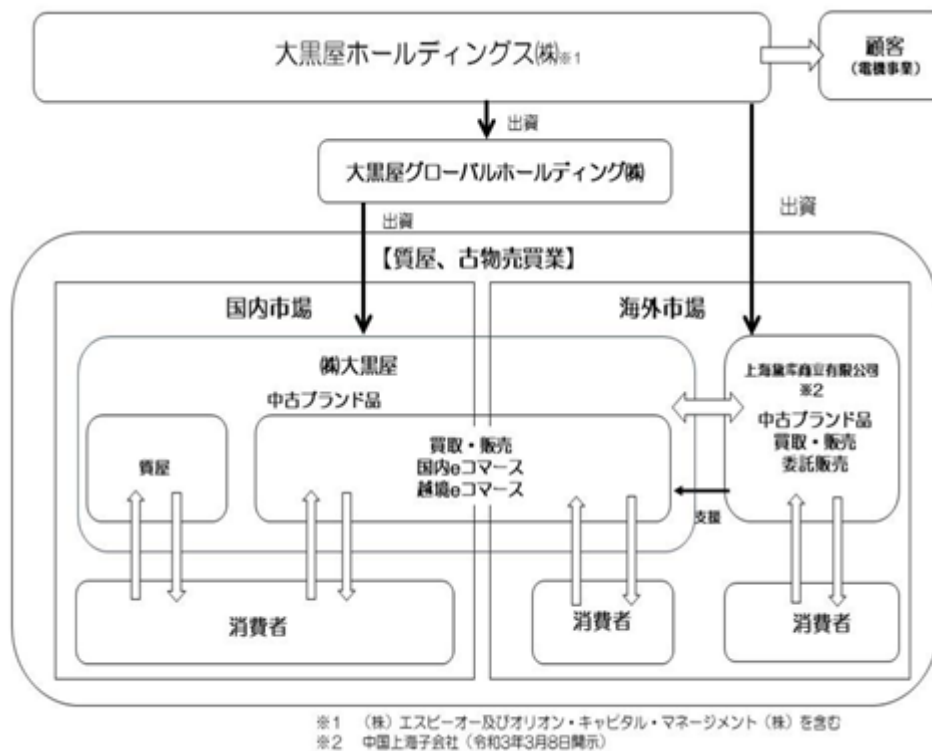 大黒屋ホールディングス㈱※1
顧客
（電機事業）
出資
大黒屋グローバルホールディング㈱
出資
出資
【質屋、古物売買業】
国内市場
海外市場
㈱大黒屋
中古ブランド品
上海黛庫商业有限公司
※2
中古ブランド品
買取・販売
委託販売
質屋
買取・販売
国内eコマース
越境eコマース
支援
消費者
消費者
消費者
※1 （株）エスビーオー及びオリオン・キャピタル・マネージメント（株）を含む
※2 中国上海子会社（令和3年3月8日開示）